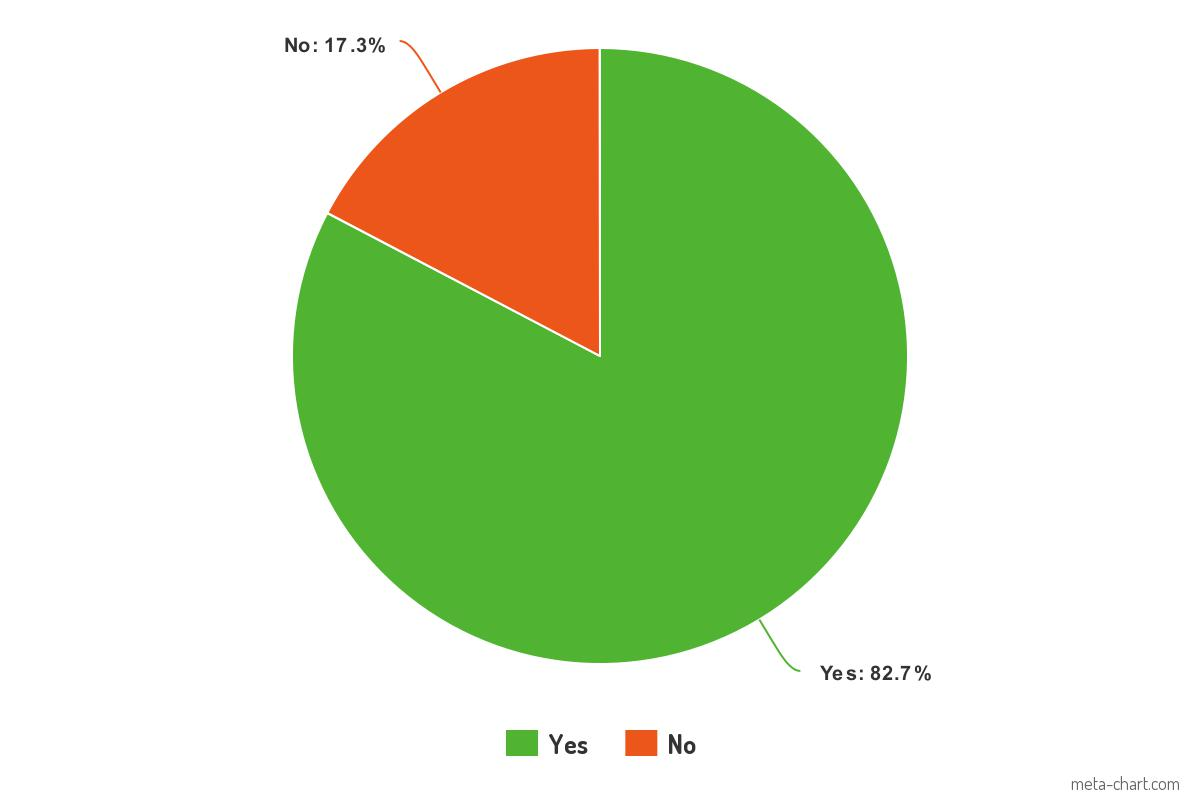 No: 17.3%
Yes: 82.7%
Yes
No
meta-chart.com